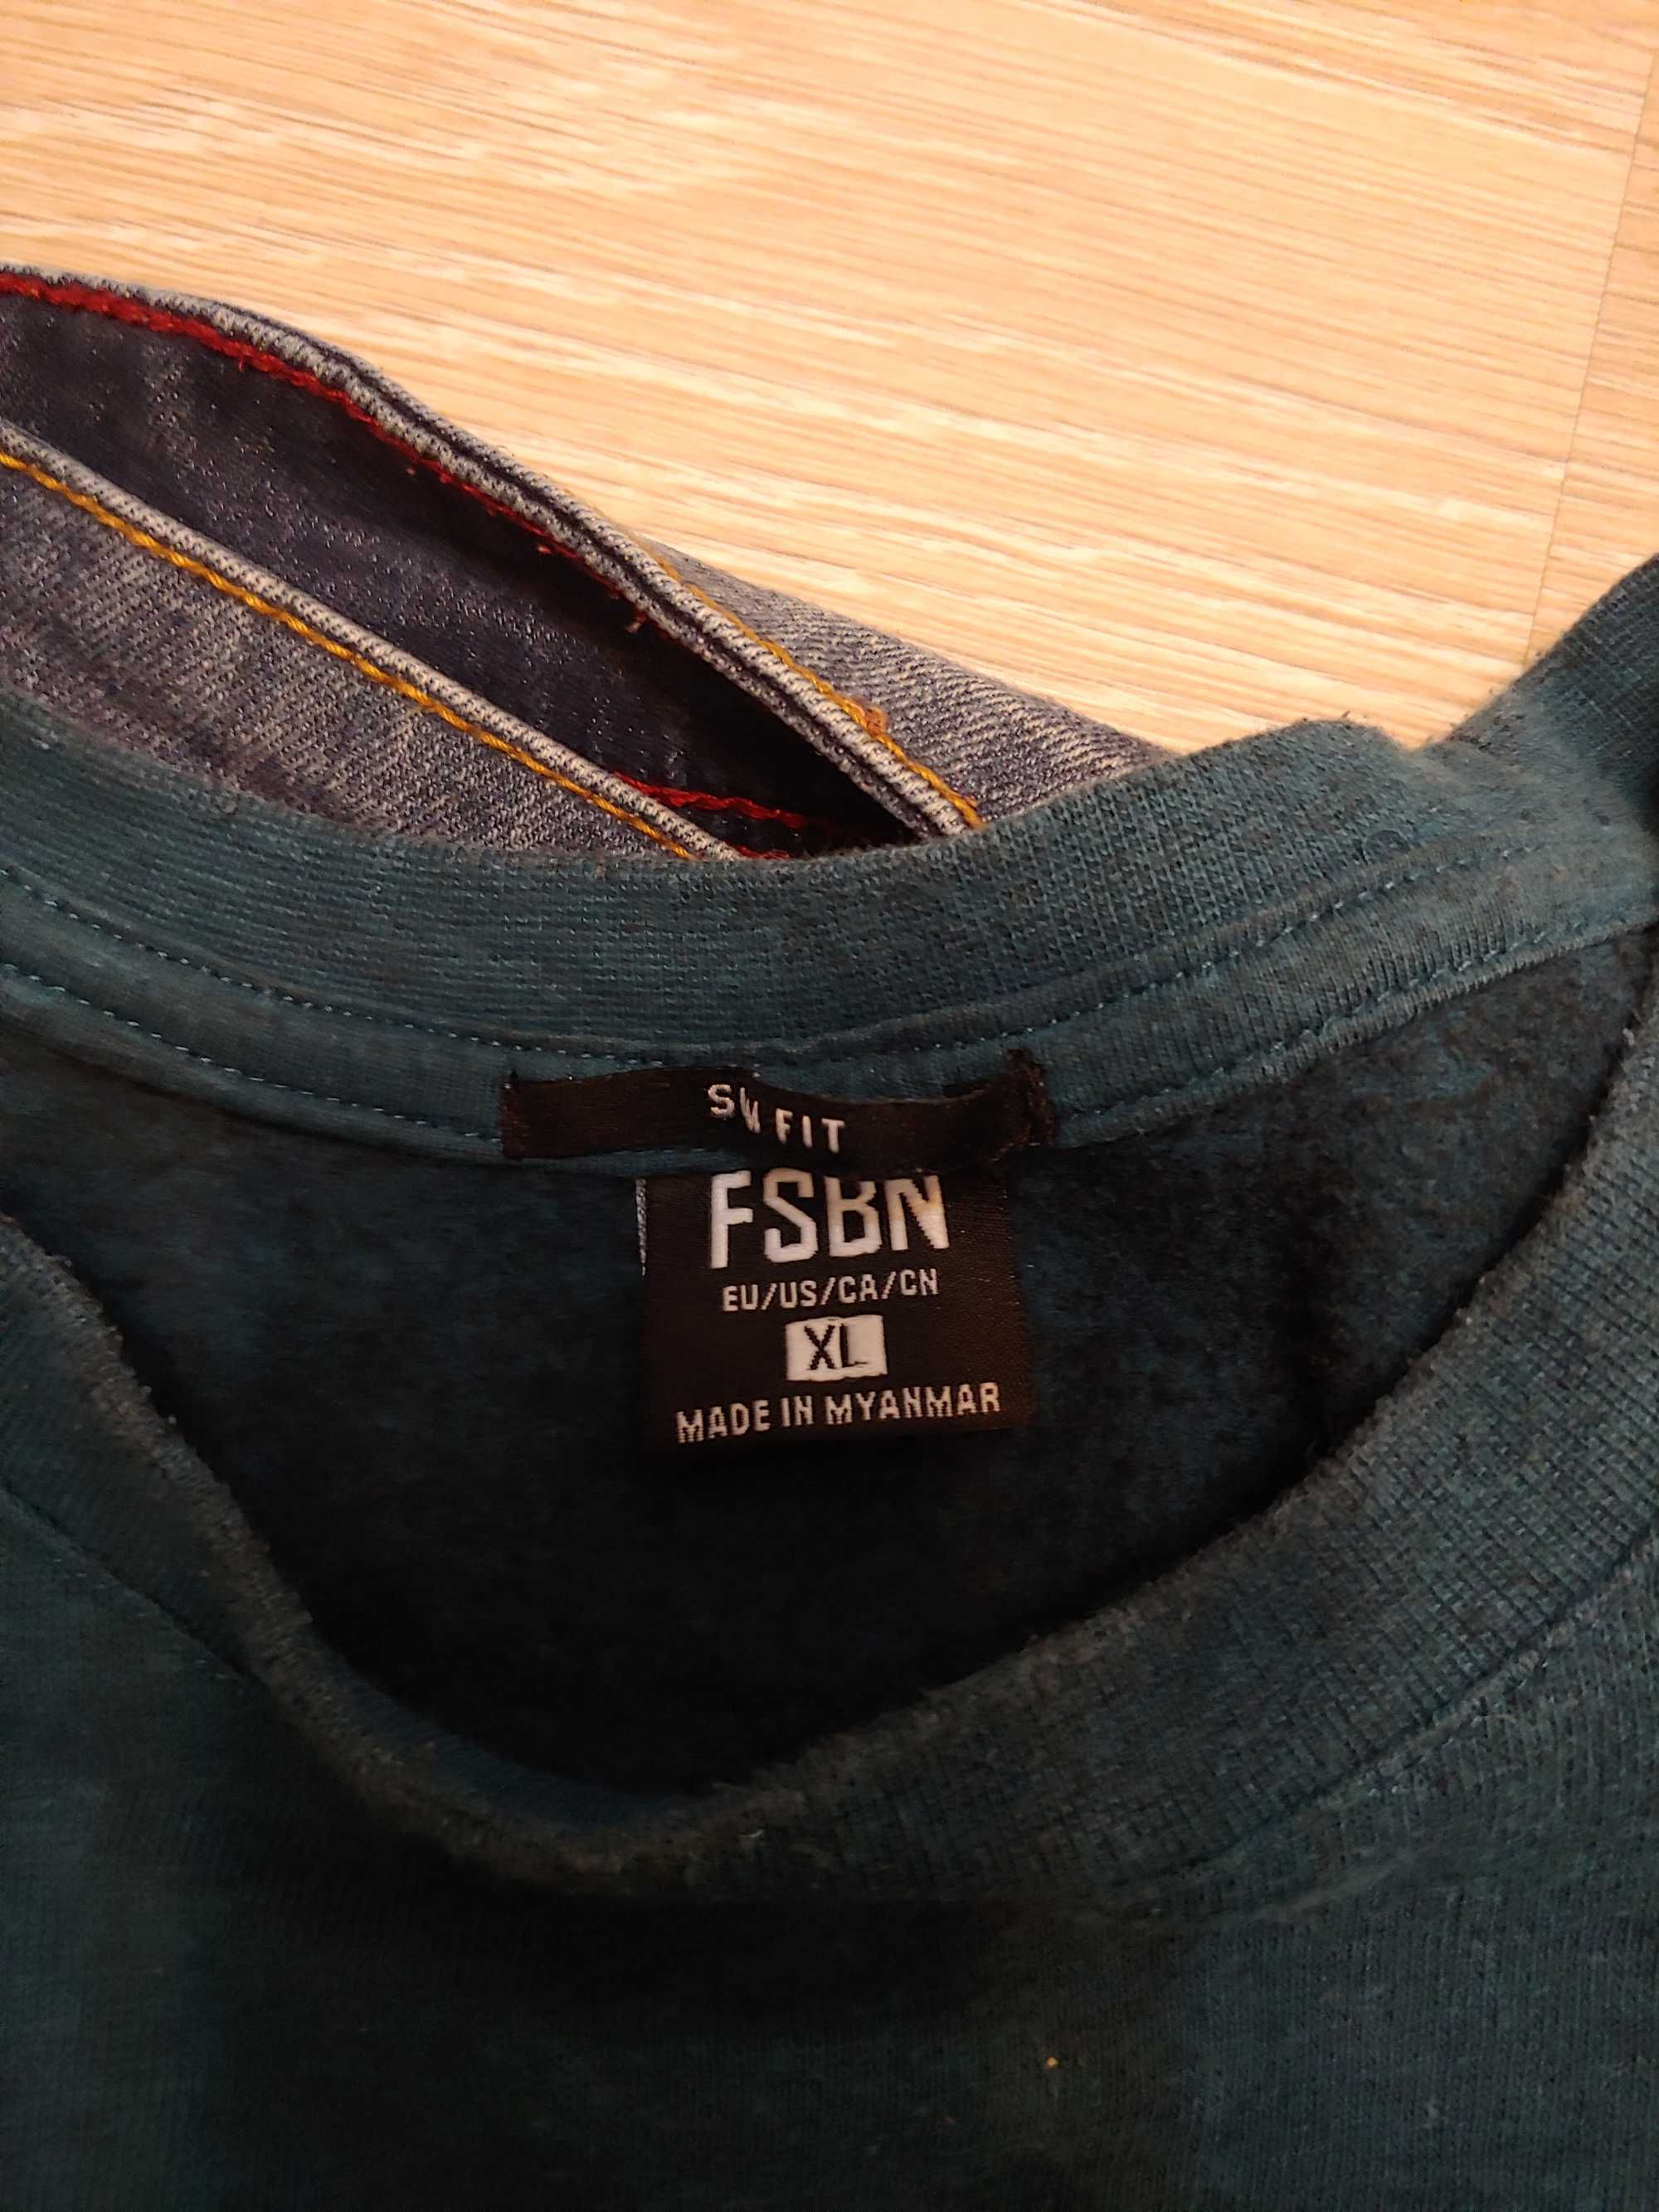 FIT
FSBN
EU/US/CA/CN
XL
MADE IN MYANMAR